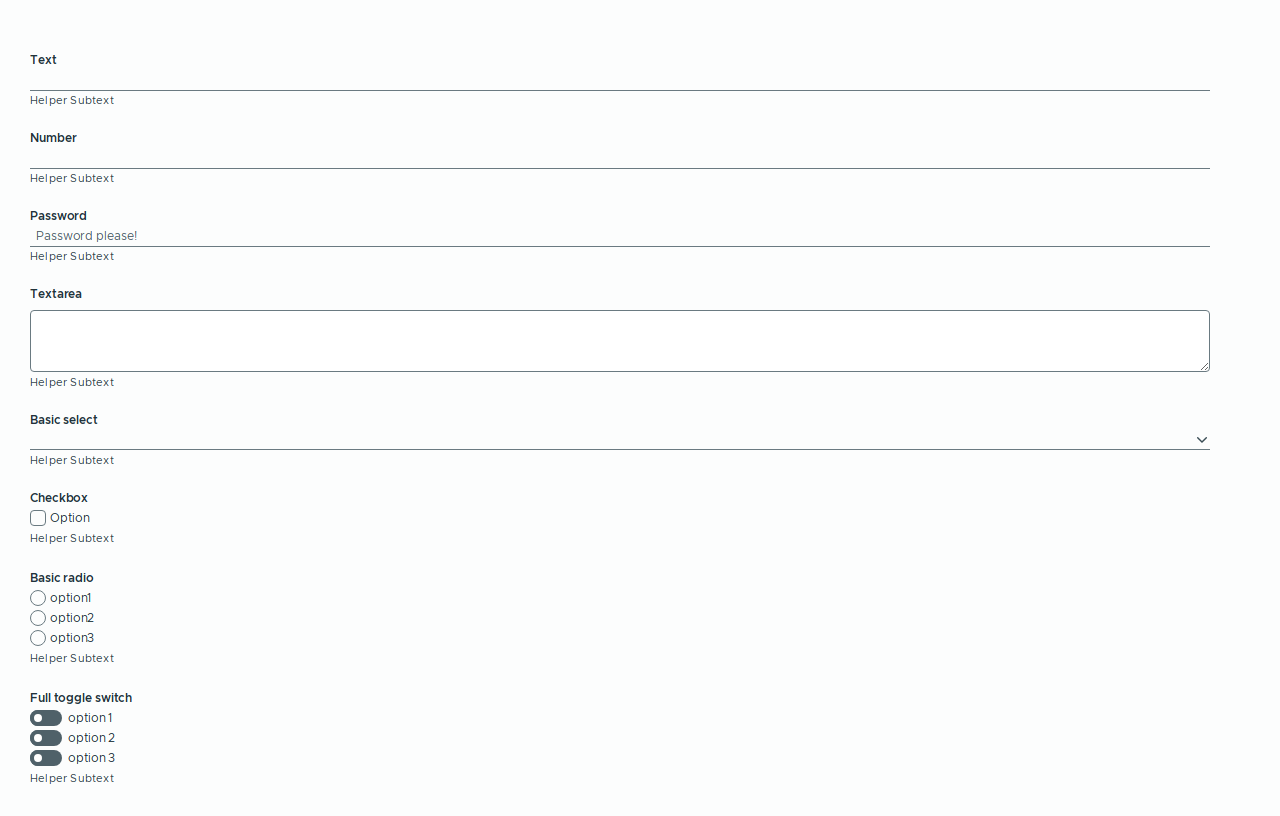 Text
Helper Subtext
Number
Helper Subtext
Password
Password please!
Helper Subtext
Textarea
Helper Subtext
Basic select
Helper Subtext
Checkbox
Option
Helper Subtext
Basic radio
option1
option2
option3
Helper Subtext
Full toggle switch
option 1
option 2
option 3
Helper Subtext